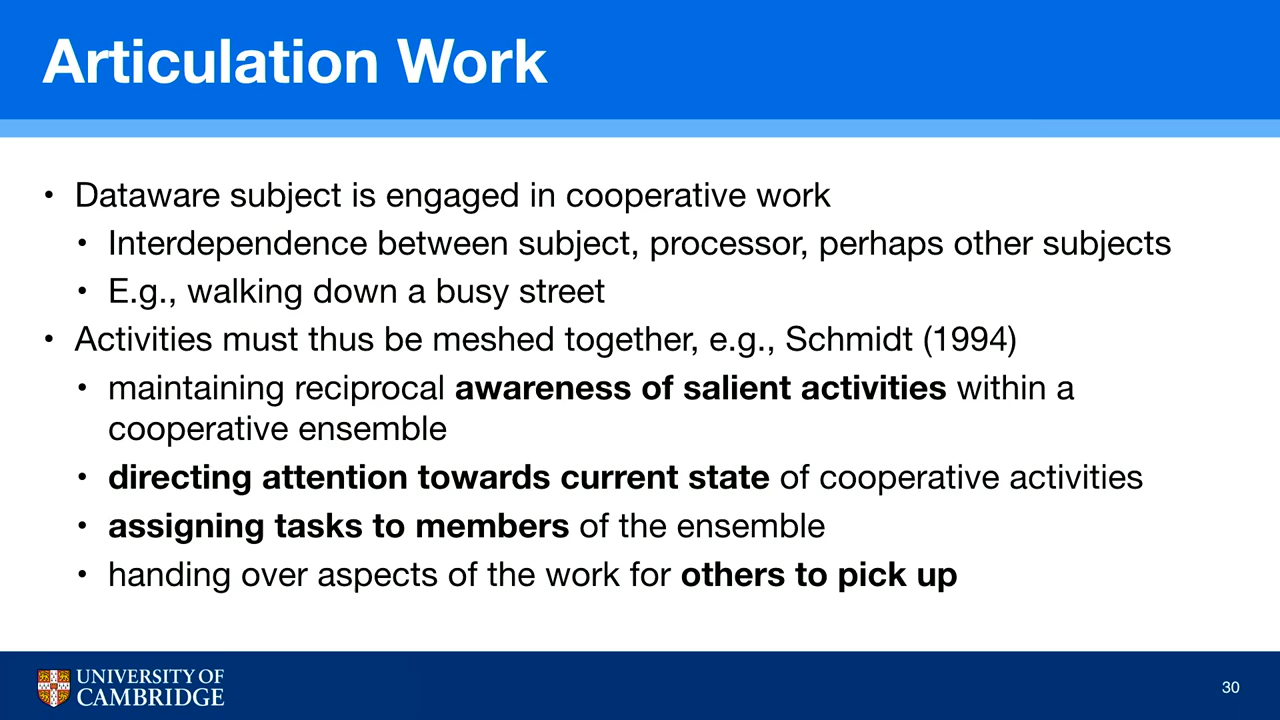 Articulation Work
• Dataware subject is engaged in cooperative work
• Interdependence between subject, processor, perhaps other subjects
• E.g., walking down a busy street
• Activities must thus be meshed together, e.g., Schmidt (1994)
• maintaining reciprocal awareness of salient activities within a
cooperative ensemble
• directing attention towards current state of cooperative activities
• assigning tasks to members of the ensemble
• handing over aspects of the work for others to pick up
UNIVERSITY OF
CAMBRIDGE
30